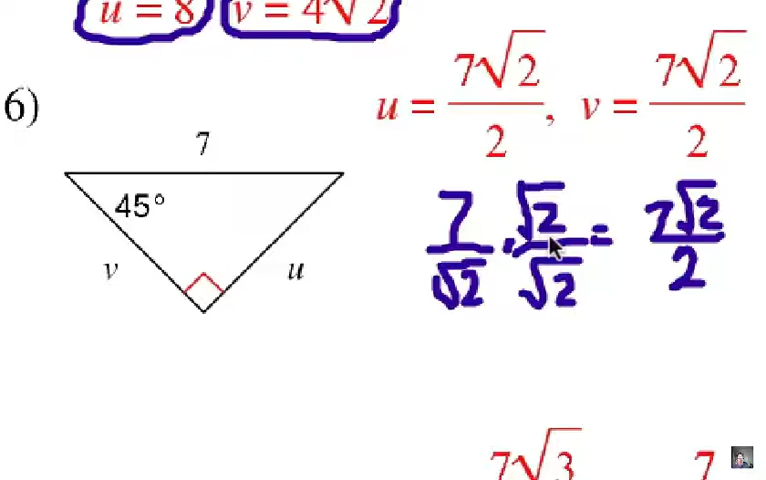 u = 8 v = 4√2
6) u = 7√2/2, v = 7√2/2
7
45°
v u
7/√2 · √2/√2 = 7√2/2
7√3 7